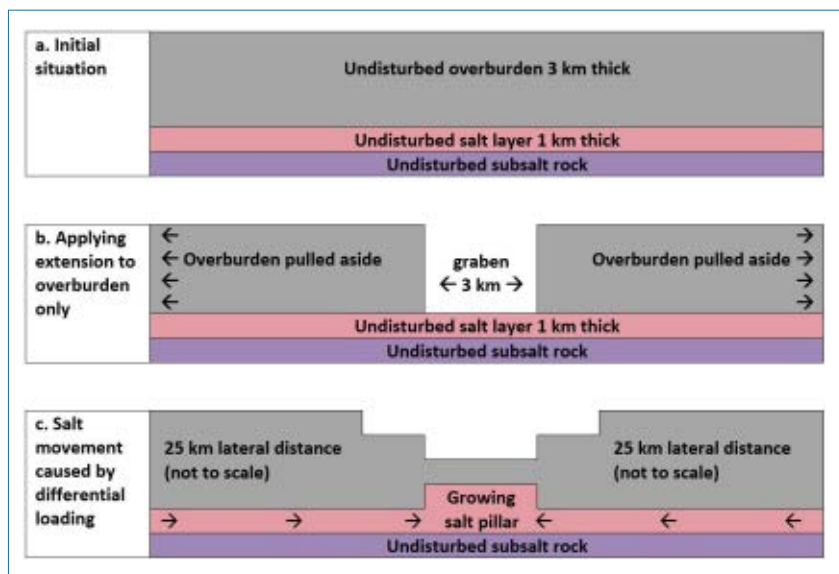 a. Initial
situation
Undisturbed overburden 3 km thick
Undisturbed salt layer 1 km thick
Undisturbed subsalt rock
b. Applying
extension to
overburden
only
← 
← Overburden pulled aside
←
←
graben
← 3 km →
→
Overburden pulled aside →
→
→
Undisturbed salt layer 1 km thick
Undisturbed subsalt rock
c. Salt
movement
caused by
differential
loading
25 km lateral distance
(not to scale)
25 km lateral distance
(not to scale)
Growing
salt pillar
→ → → ← ← ←
Undisturbed subsalt rock